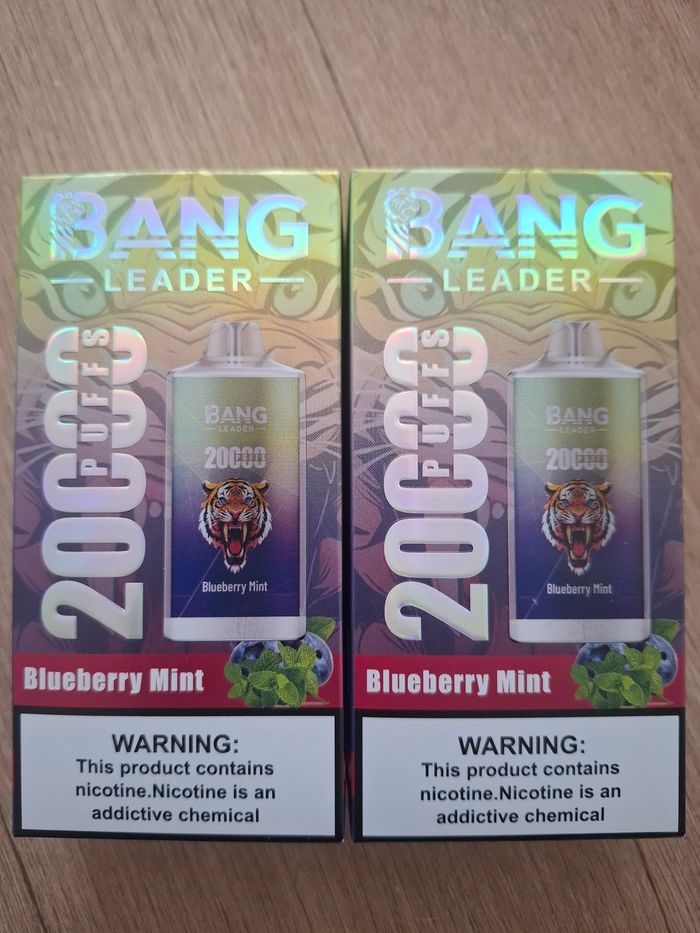 BANG
LEADER
20000
PUFFS
BANG
LEADER
20000
PUFFS
Blueberry Mint
Blueberry Mint
WARNING:
This product contains
nicotine.Nicotine is an
addictive chemical
BANG
LEADER
20000
PUFFS
BANG
LEADER
20000
Blueberry Mint
Blueberry Mint
WARNING:
This product contains
nicotine.Nicotine is an
addictive chemical